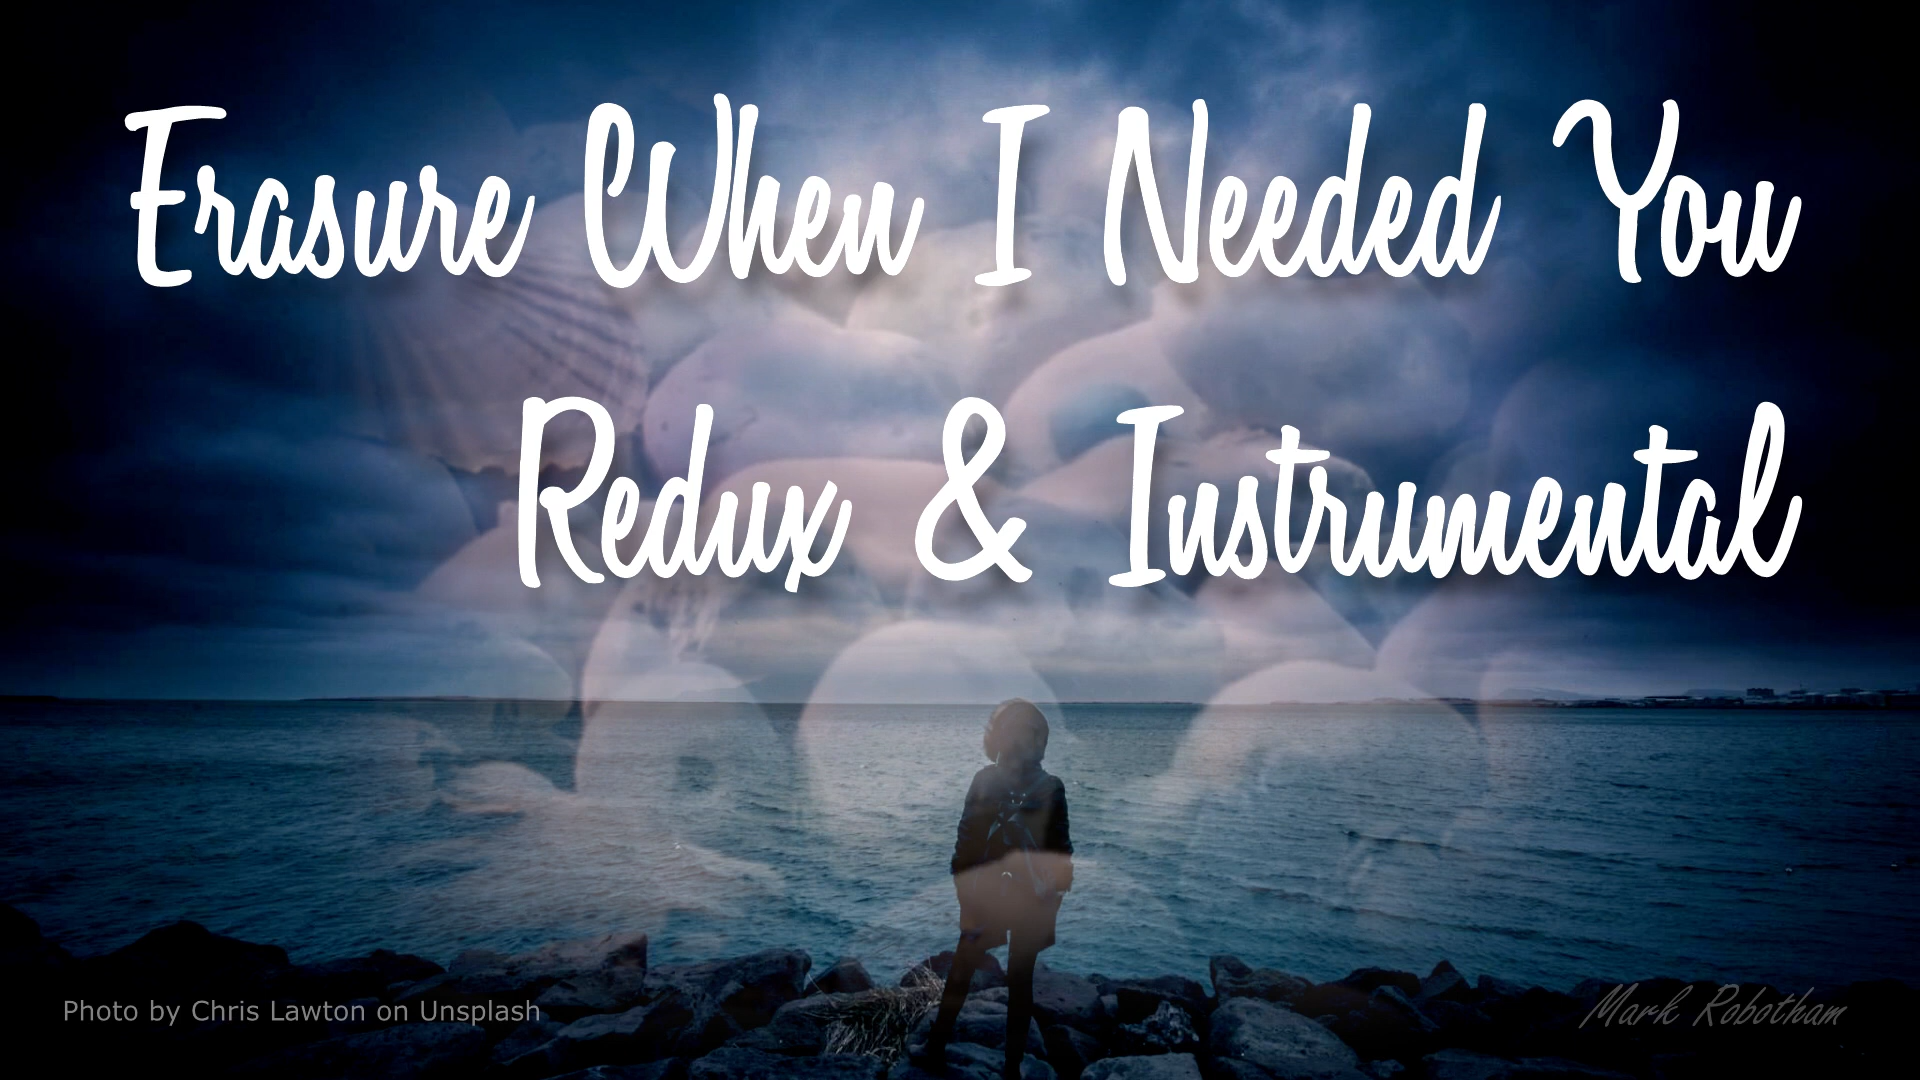 Erasure When I Needed You
Redux & Instrumental
Photo by Chris Lawton on Unsplash
Mark Robotham